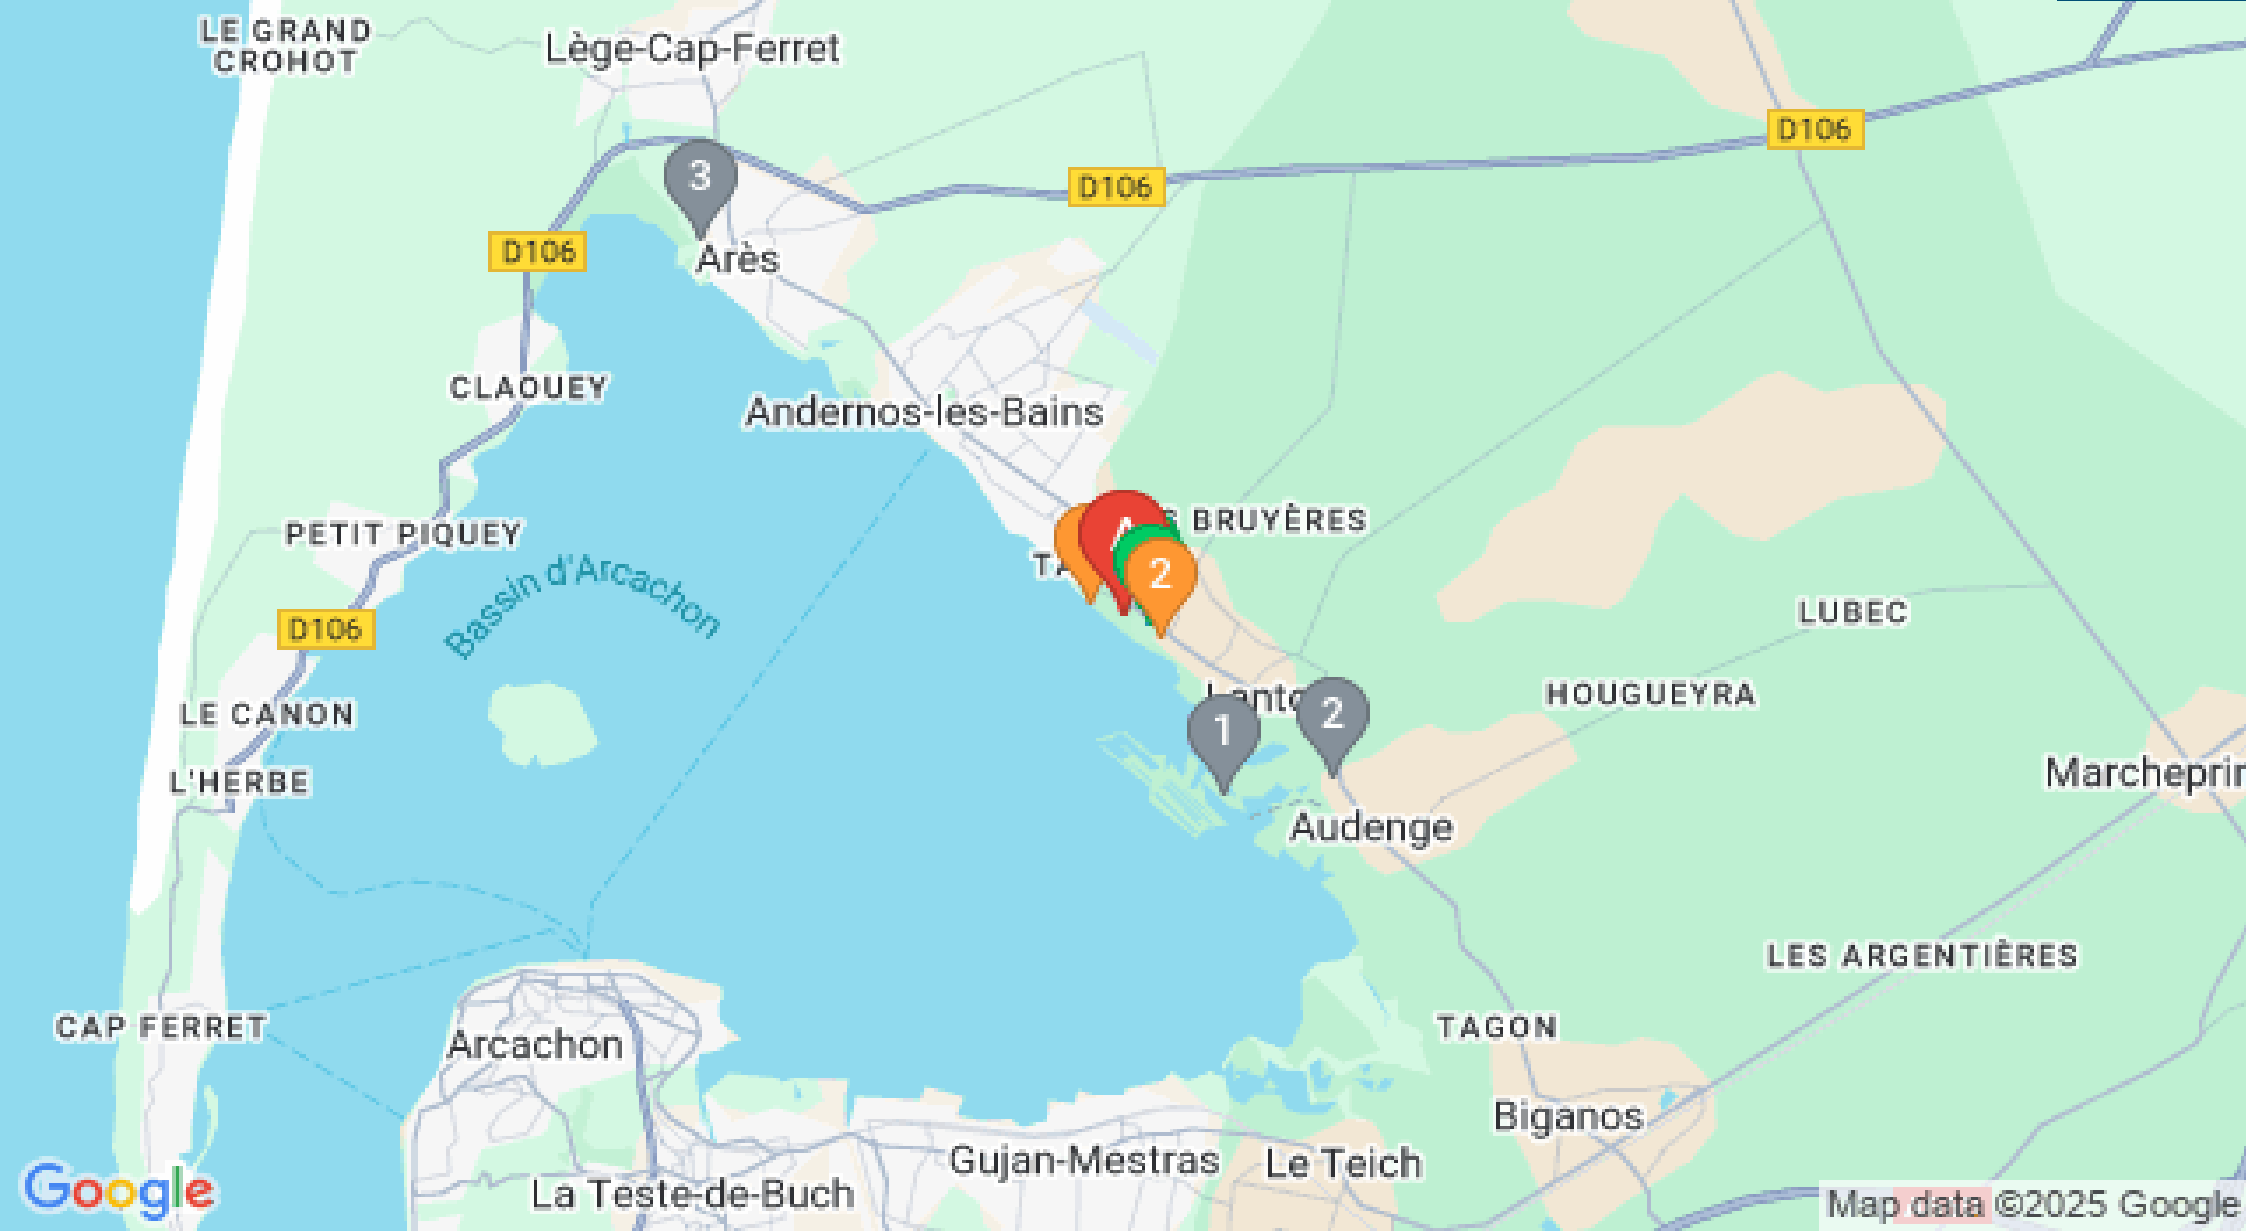 LE GRAND
CROHOT
Lège-Cap-Ferret
D106
D106
3
D106
Arès
CLAOUEY
Andernos-les-Bains
PETIT PIQUEY
BRUYÈRES
A
2
Bassin d'Arcachon
D106
LUBEC
LE CANON
HOUGUEYRA
1
2
L'HERBE
Audenge
LES ARGENTIÈRES
CAP FERRET
TAGON
Arcachon
Biganos
Gujan-Mestras
Le Teich
La Teste-de-Buch
Google
Map data ©2025 Google